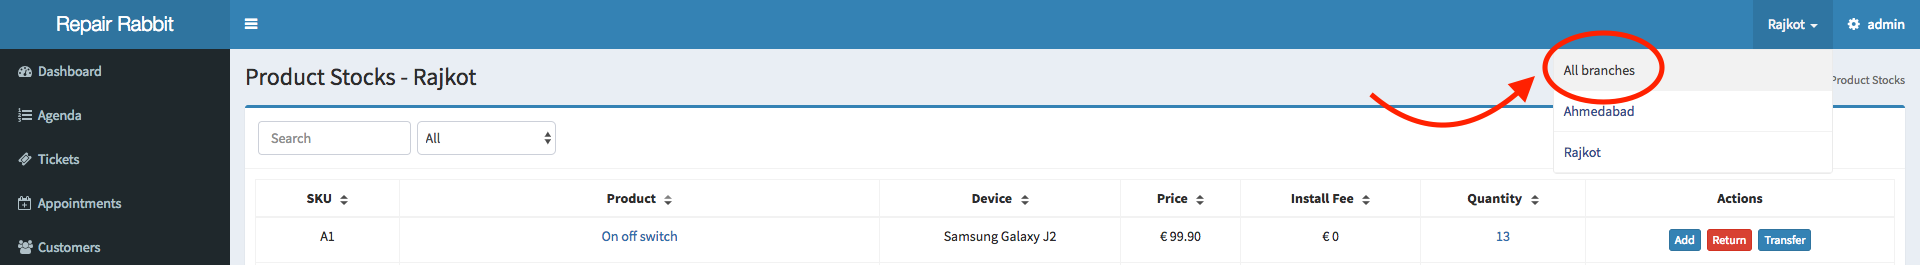 Repair Rabbit
Rajkot
admin
Dashboard
Agenda
Tickets
Appointments
Customers
Product Stocks - Rajkot
Product Stocks
All branches
Ahmedabad
Rajkot
Search
All
SKU Product Device Price Install Fee Quantity Actions
A1 On off switch Samsung Galaxy J2 € 99.90 € 0 13 Add Return Transfer